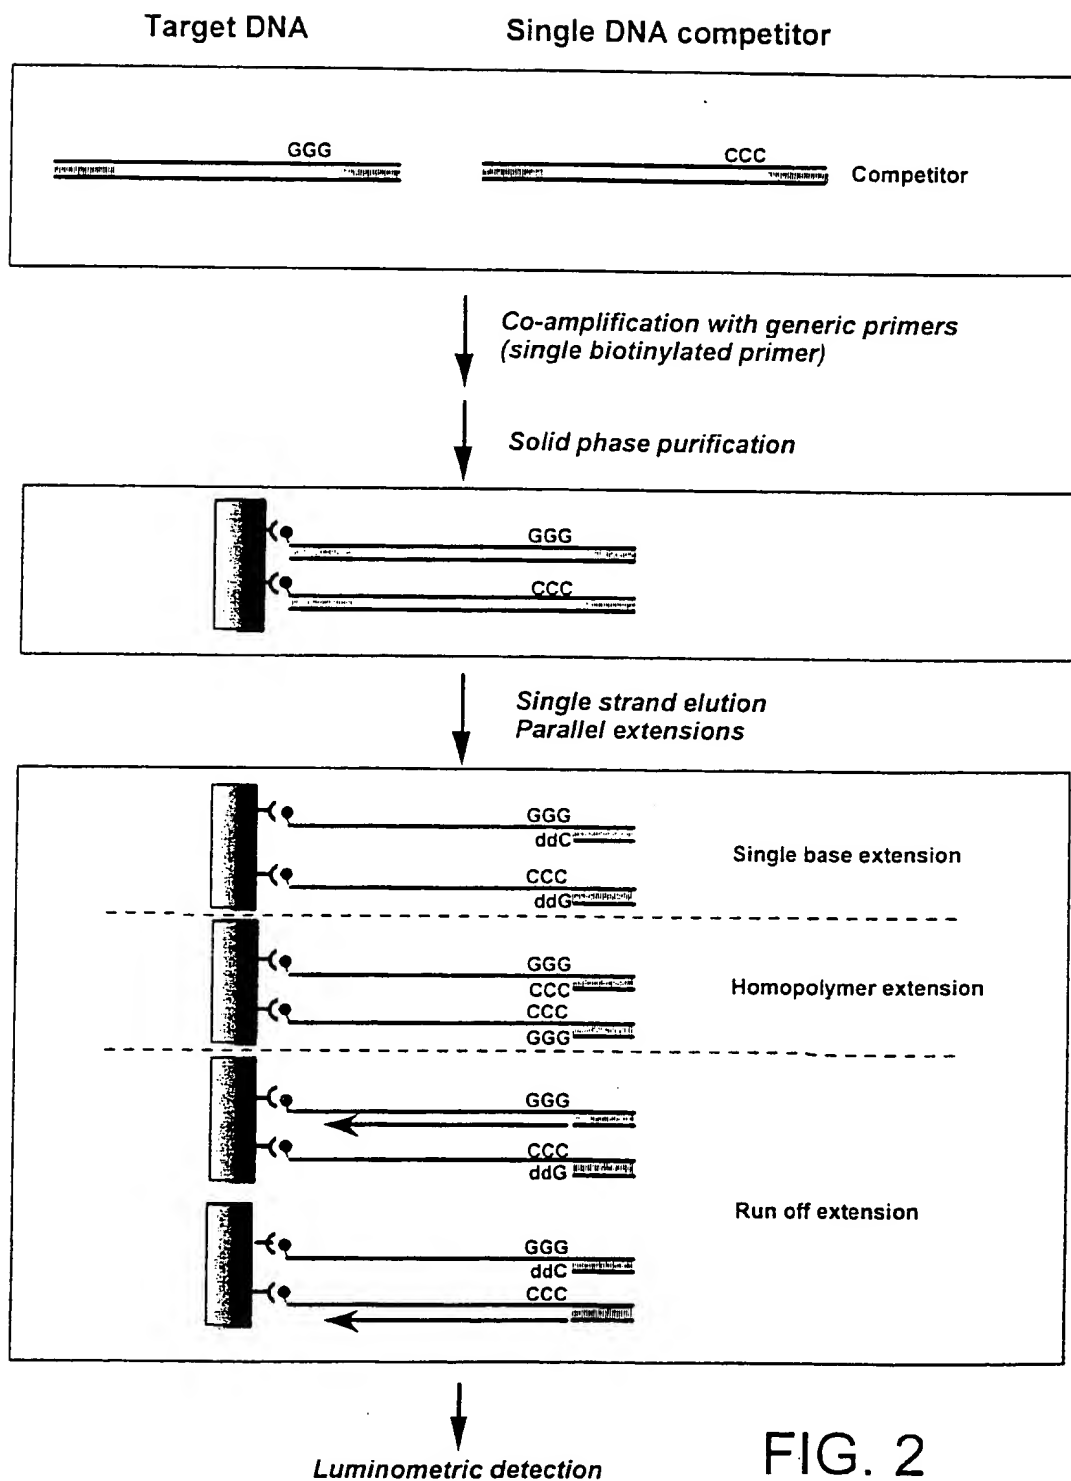 Target DNA
Single DNA competitor
GGG
CCC
Competitor
Co-amplification with generic primers
(single biotinylated primer)
Solid phase purification
GGG
CCC
Single strand elution
Parallel extensions
GGG
ddC
CCC
ddG
Single base extension
GGG
CCC
CCC
GGG
Homopolymer extension
GGG
CCC
ddG
Run off extension
GGG
ddC
CCC
Luminometric detection
FIG. 2